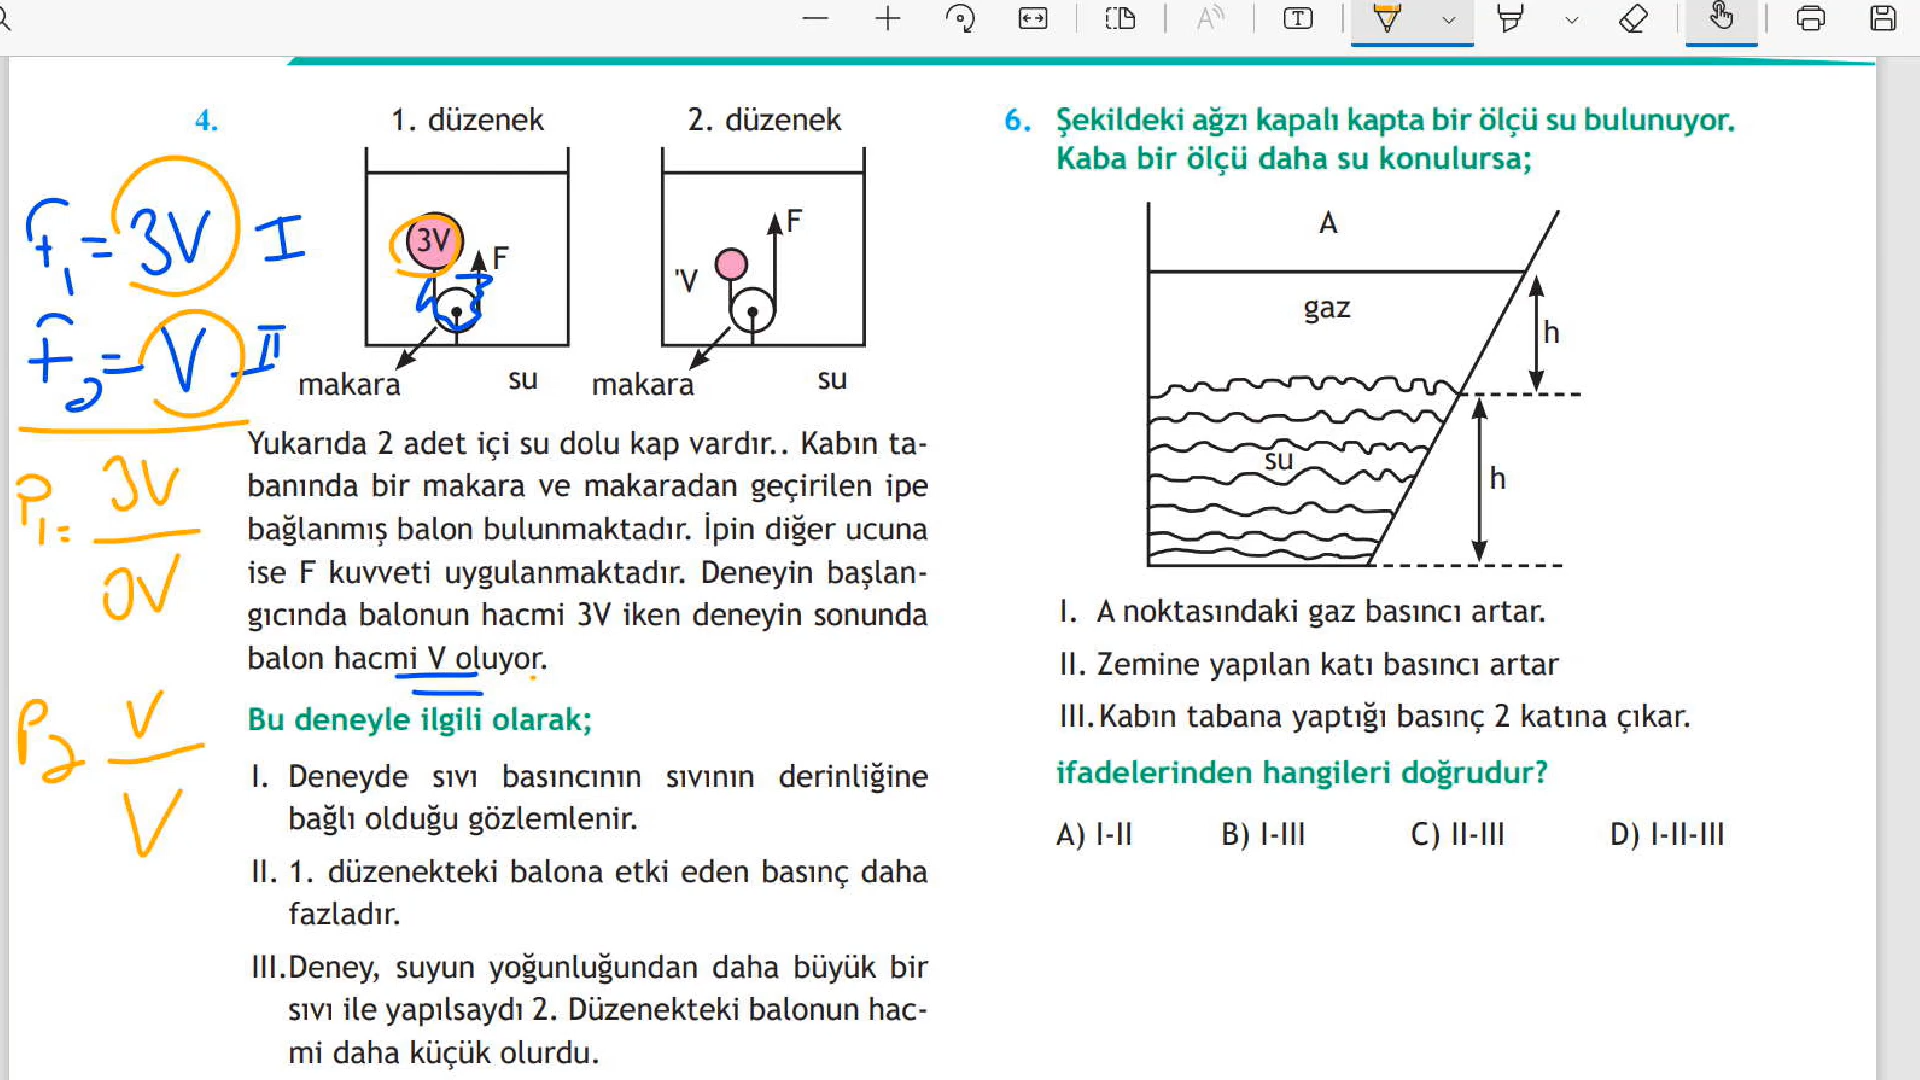 4.
1. düzenek
2. düzenek
3V
F
'V
F
makara
su
makara
su
F₁ = 3V I
F₂ = V II
P₁ = 3V
0V
P₂ V
V
Yukarıda 2 adet içi su dolu kap vardır.. Kabın ta-
banında bir makara ve makaradan geçirilen ipe
bağlanmış balon bulunmaktadır. İpin diğer ucuna
ise F kuvveti uygulanmaktadır. Deneyin başlan-
gıcında balonun hacmi 3V iken deneyin sonunda
balon hacmi V oluyor.
Bu deneyle ilgili olarak;
I. Deneyde sıvı basıncının sıvının derinliğine
bağlı olduğu gözlemlenir.
II. 1. düzenekteki balona etki eden basınç daha
fazladır.
III.Deney, suyun yoğunluğundan daha büyük bir
sıvı ile yapılsaydı 2. Düzenekteki balonun hac-
mi daha küçük olurdu.
6. Şekildeki ağzı kapalı kapta bir ölçü su bulunuyor.
Kaba bir ölçü daha su konulursa;
A
gaz
h
su
h
I. A noktasındaki gaz basıncı artar.
II. Zemine yapılan katı basıncı artar
III.Kabın tabana yaptığı basınç 2 katına çıkar.
ifadelerinden hangileri doğrudur?
A) I-II B) I-III C) II-III D) I-II-III